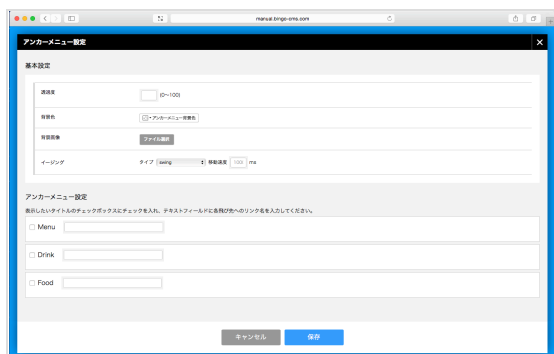 manual.bingo-cms.com
アンカーメニュー設定
基本設定
透過度 (0〜100)
背景色 アンカーメニュー背景色
背景画像 ファイル選択
イージング タイプ swing 移動速度 100( ms
アンカーメニュー設定
表示したいタイトルのチェックボックスにチェックを入れ、テキストフィールドに各飛び先へのリンク名を入力してください。
Menu
Drink
Food
キャンセル 保存